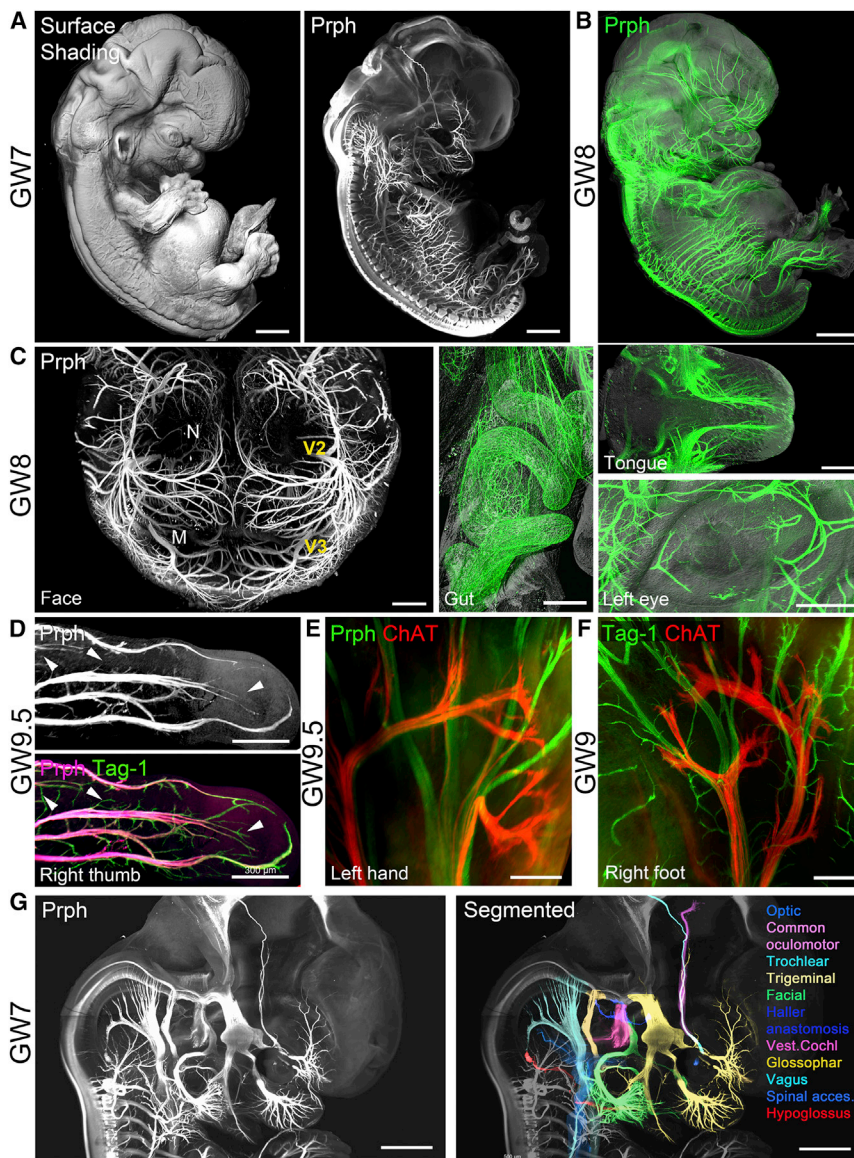 A
Surface
Shading
Prph
GW7
B
Prph
GW8
C
Prph
N
V2
M
V3
Face
GW8
Gut
Tongue
Left eye
D
Prph
Prph Tag-1
300 µm
Right thumb
GW9.5
E
Prph ChAT
Left hand
GW9.5
F
Tag-1 ChAT
Right foot
GW9
G
Prph
GW7
Segmented
Optic
Common
oculomotor
Trochlear
Trigeminal
Facial
Haller
anastomosis
Vest.Cochl
Glossophar
Vagus
Spinal acces.
Hypoglossus